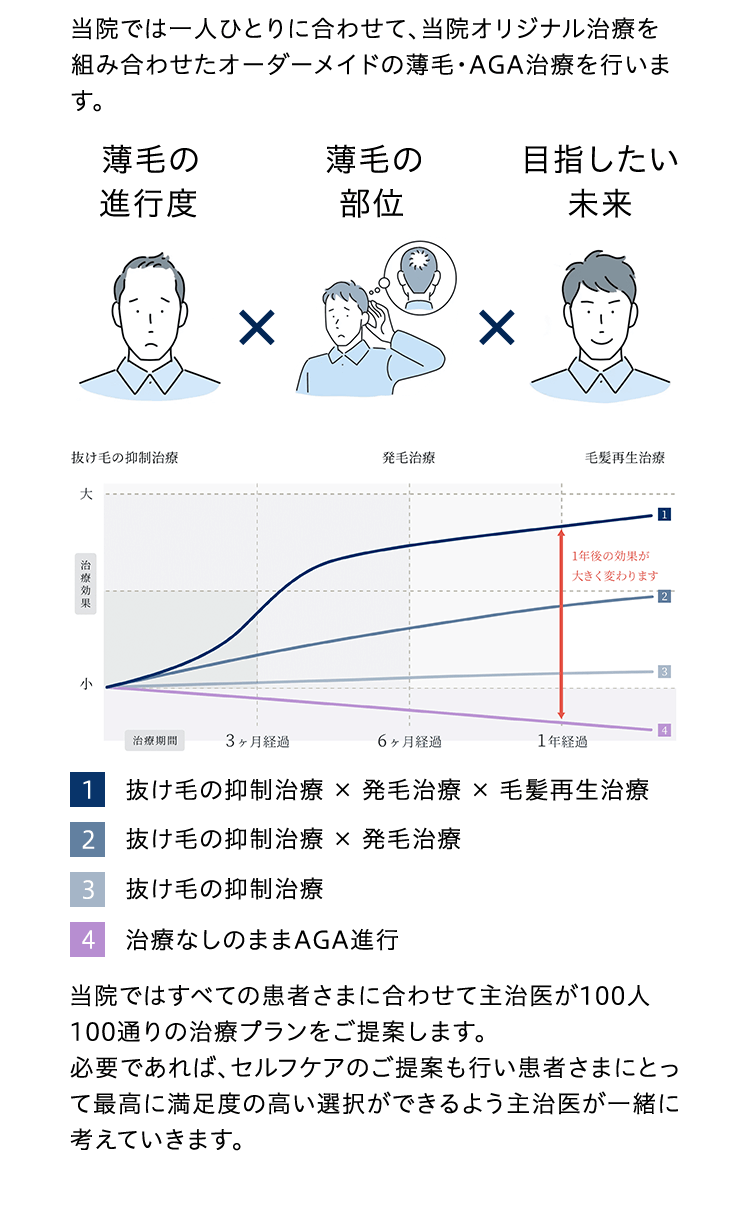 当院では一人ひとりに合わせて、当院オリジナル治療を
組み合わせたオーダーメイドの薄毛・AGA治療を行いま
す。
薄毛の
進行度
薄毛の
部位
目指したい
未来
×
×
抜け毛の抑制治療
発毛治療
毛髪再生治療
大
治療効果
小
1
1年後の効果が
大きく変わります
2
3
4
治療期間
3ヶ月経過
6ヶ月経過
1年経過
1 抜け毛の抑制治療 × 発毛治療 × 毛髪再生治療
2 抜け毛の抑制治療 × 発毛治療
3 抜け毛の抑制治療
4 治療なしのままAGA進行
当院ではすべての患者さまに合わせて主治医が100人
100通りの治療プランをご提案します。
必要であれば、セルフケアのご提案も行い患者さまにとっ
て最高に満足度の高い選択ができるよう主治医が一緒に
考えていきます。